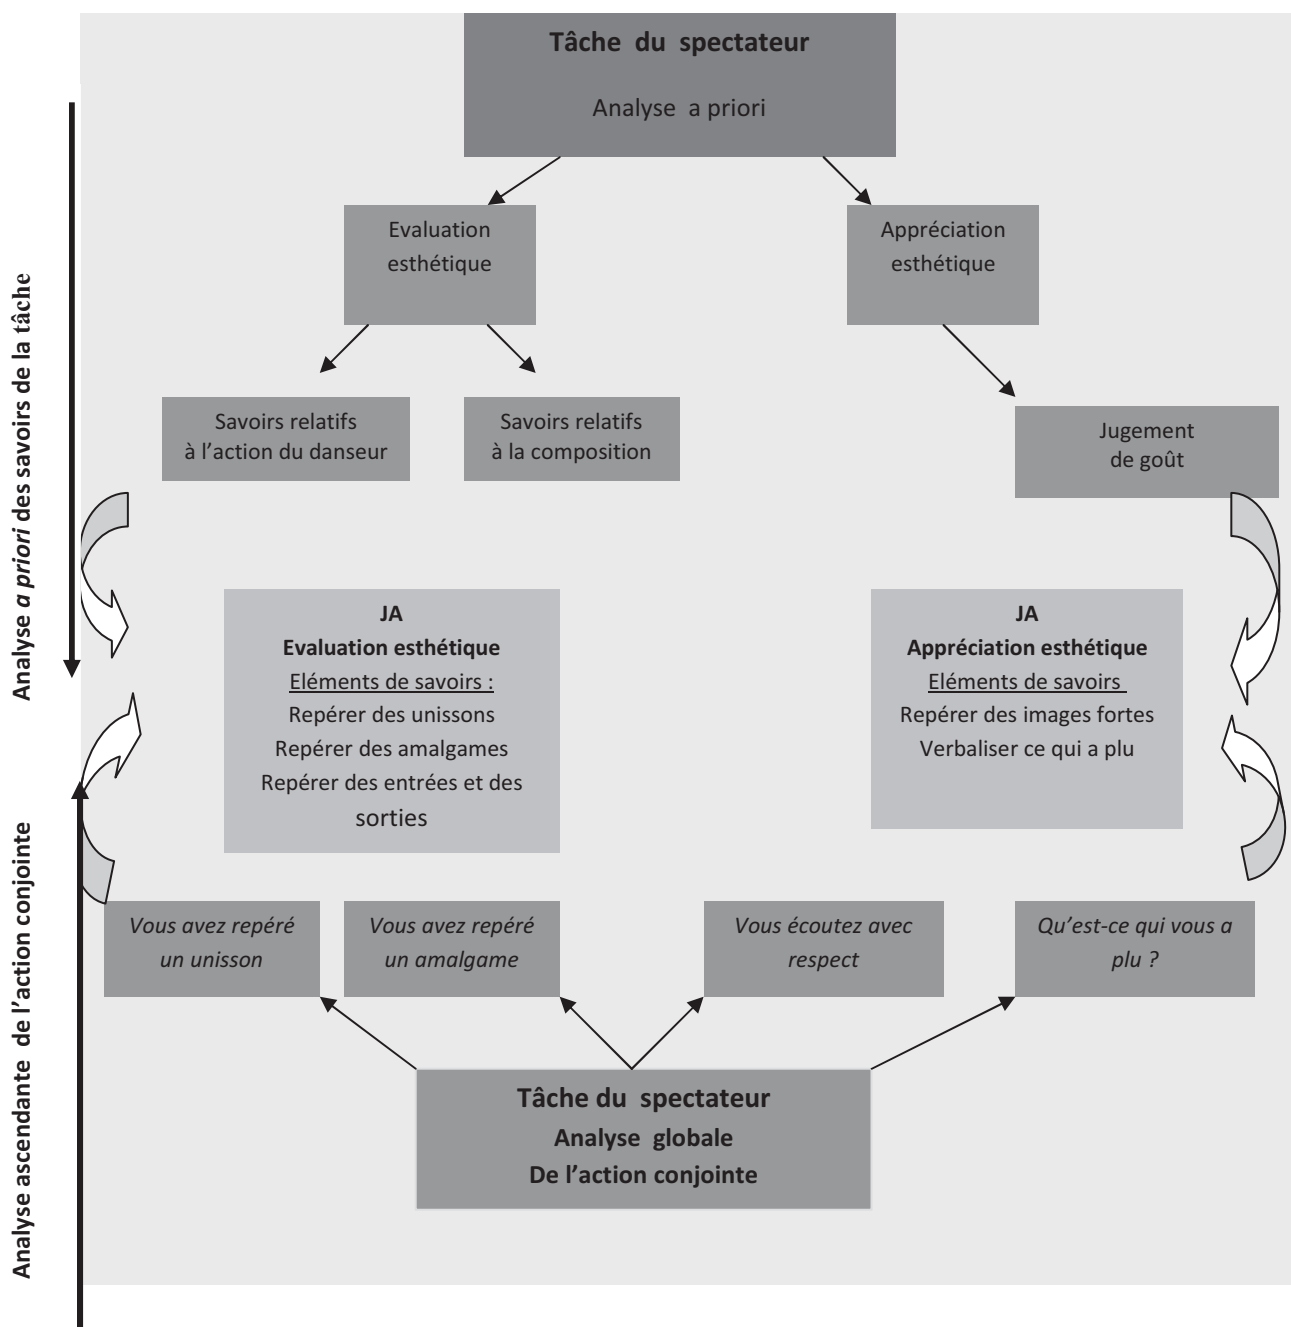 Tâche du spectateur
Analyse a priori
Evaluation
esthétique
Appréciation
esthétique
Savoirs relatifs
à l’action du danseur
Savoirs relatifs
à la composition
Jugement
de goût
Analyse a priori des savoirs de la tâche
JA
Evaluation esthétique
Eléments de savoirs :
Repérer des unissons
Repérer des amalgames
Repérer des entrées et des
sorties
JA
Appréciation esthétique
Eléments de savoirs
Repérer des images fortes
Verbaliser ce qui a plu
Analyse ascendante de l’action conjointe
Vous avez repéré
un unisson
Vous avez repéré
un amalgame
Vous écoutez avec
respect
Qu’est-ce qui vous a
plu ?
Tâche du spectateur
Analyse globale
De l’action conjointe